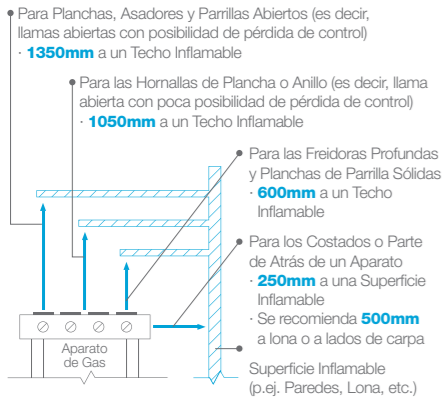 Para Planchas, Asadores y Parrillas Abiertos (es decir,
llamas abiertas con posibilidad de pérdida de control)
· 1350mm a un Techo Inflamable
Para las Hornallas de Plancha o Anillo (es decir, llama
abierta con poca posibilidad de pérdida de control)
· 1050mm a un Techo Inflamable
Para las Freidoras Profundas
y Planchas de Parrilla Sólidas
· 600mm a un Techo
Inflamable
Para los Costados o Parte
de Atrás de un Aparato
· 250mm a una Superficie
Inflamable
· Se recomienda 500mm
a lona o a lados de carpa
Aparato
de Gas
Superficie Inflamable
(p.ej. Paredes, Lona, etc.)